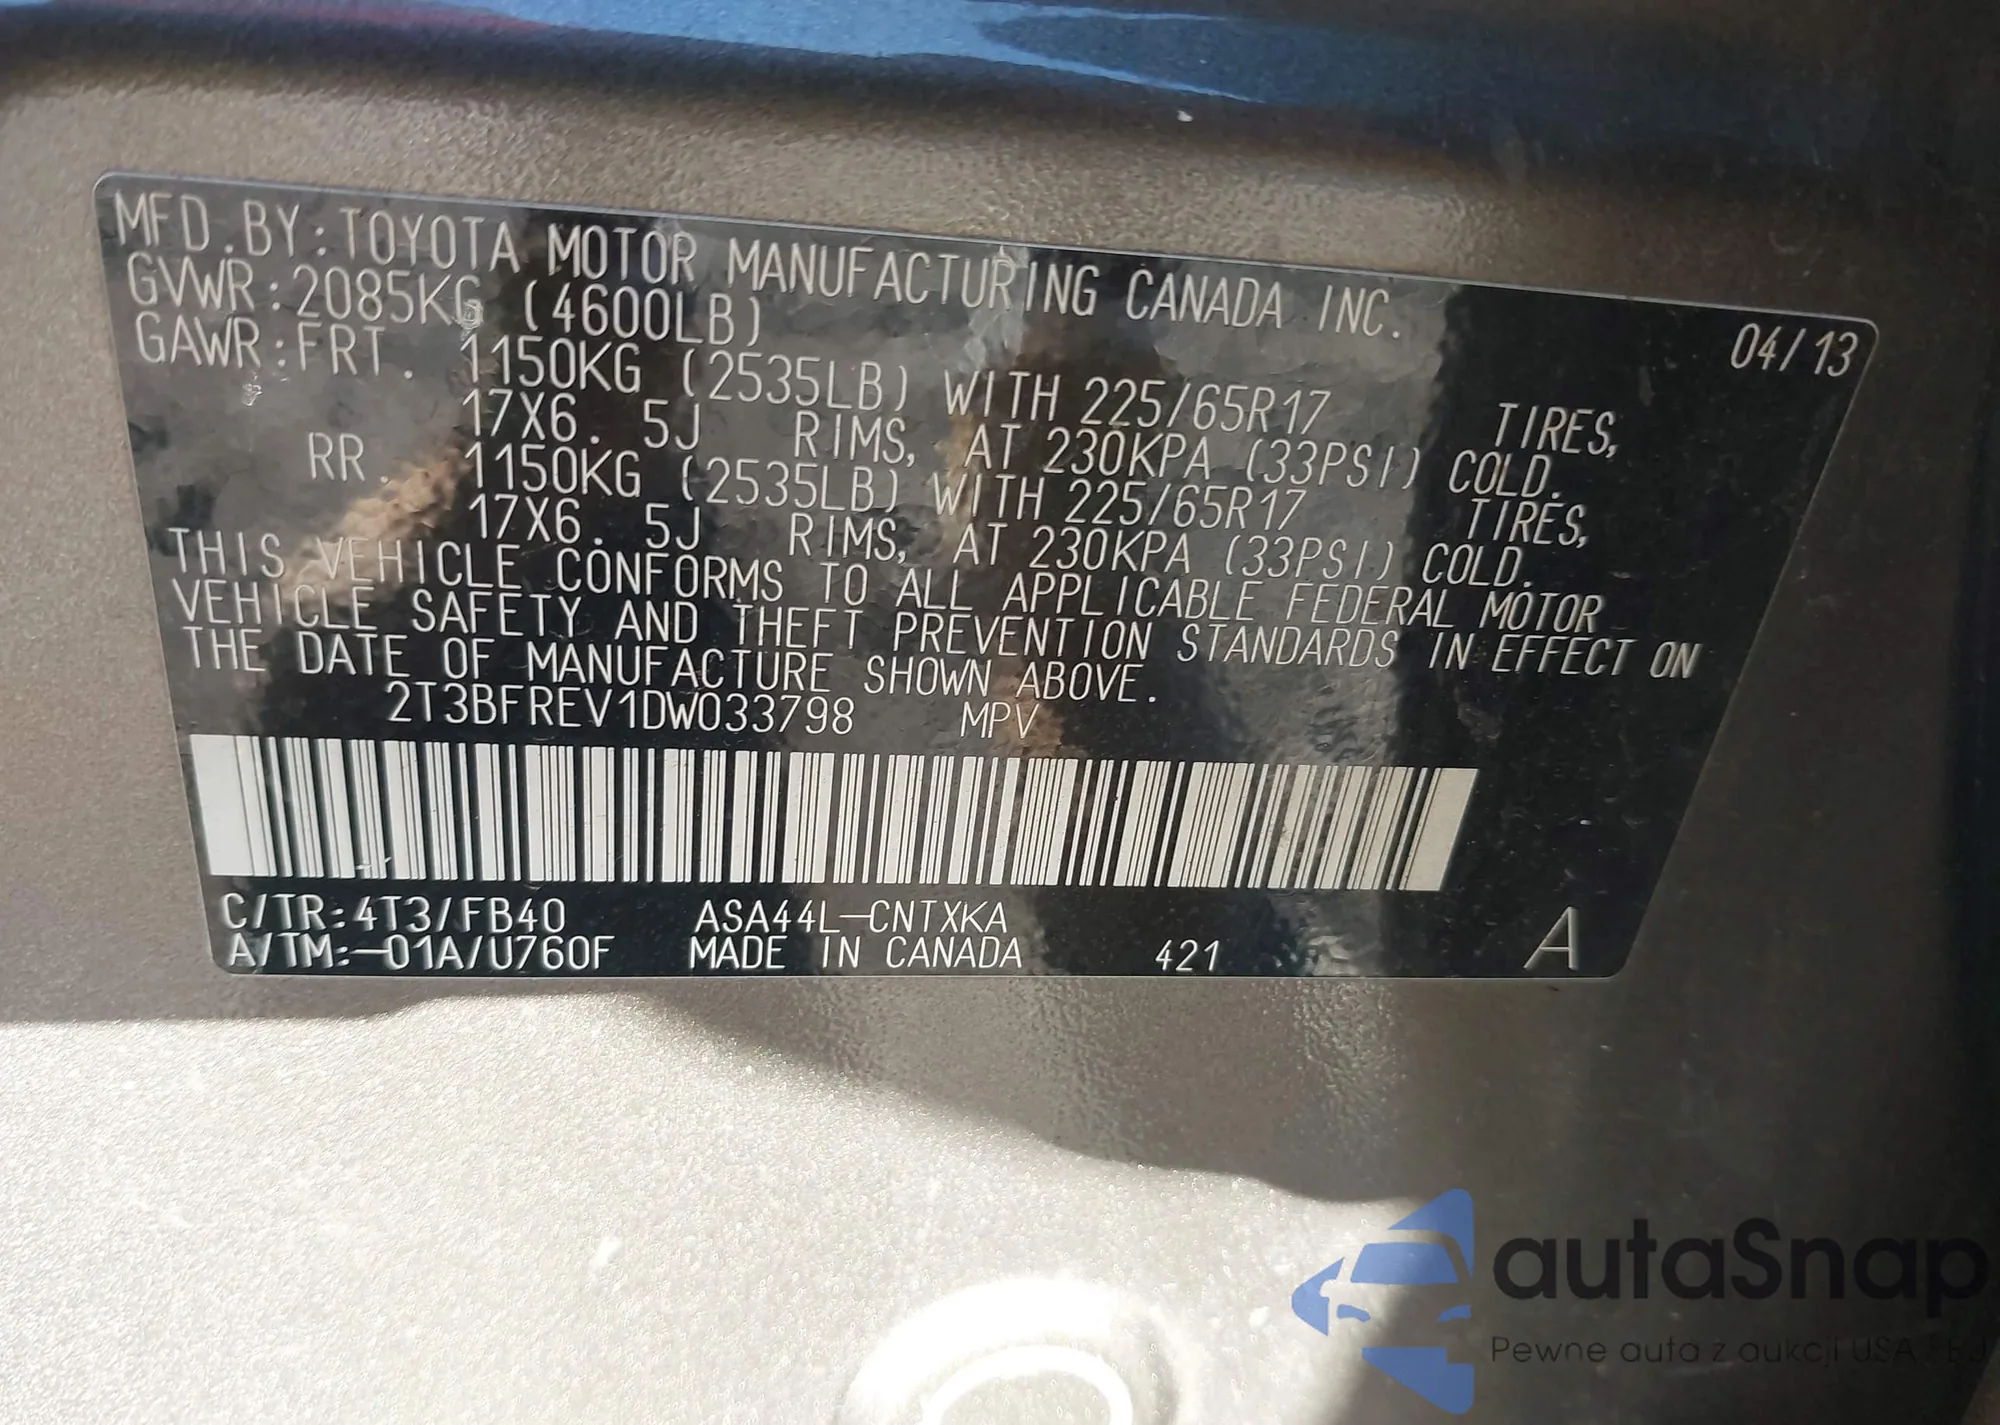 MFD.BY:TOYOTA MOTOR MANUFACTURING CANADA INC. 04/13
GVWR:2085KG (4600LB)
GAWR:FRT. 1150KG (2535LB) WITH 225/65R17 TIRES,
17X6. 5J RIMS, AT 230KPA (33PSI) COLD.
RR. 1150KG (2535LB) WITH 225/65R17 TIRES,
17X6. 5J RIMS, AT 230KPA (33PSI) COLD.
THIS VEHICLE CONFORMS TO ALL APPLICABLE FEDERAL MOTOR
VEHICLE SAFETY AND THEFT PREVENTION STANDARDS IN EFFECT ON
THE DATE OF MANUFACTURE SHOWN ABOVE.
2T3BFREV1DW033798 MPV
C/TR:4T3/FB40 ASA44L-CNTXKA
A/TM:-01A/U760F MADE IN CANADA 421 A
autaSnap
Pewne auta z aukcji USA